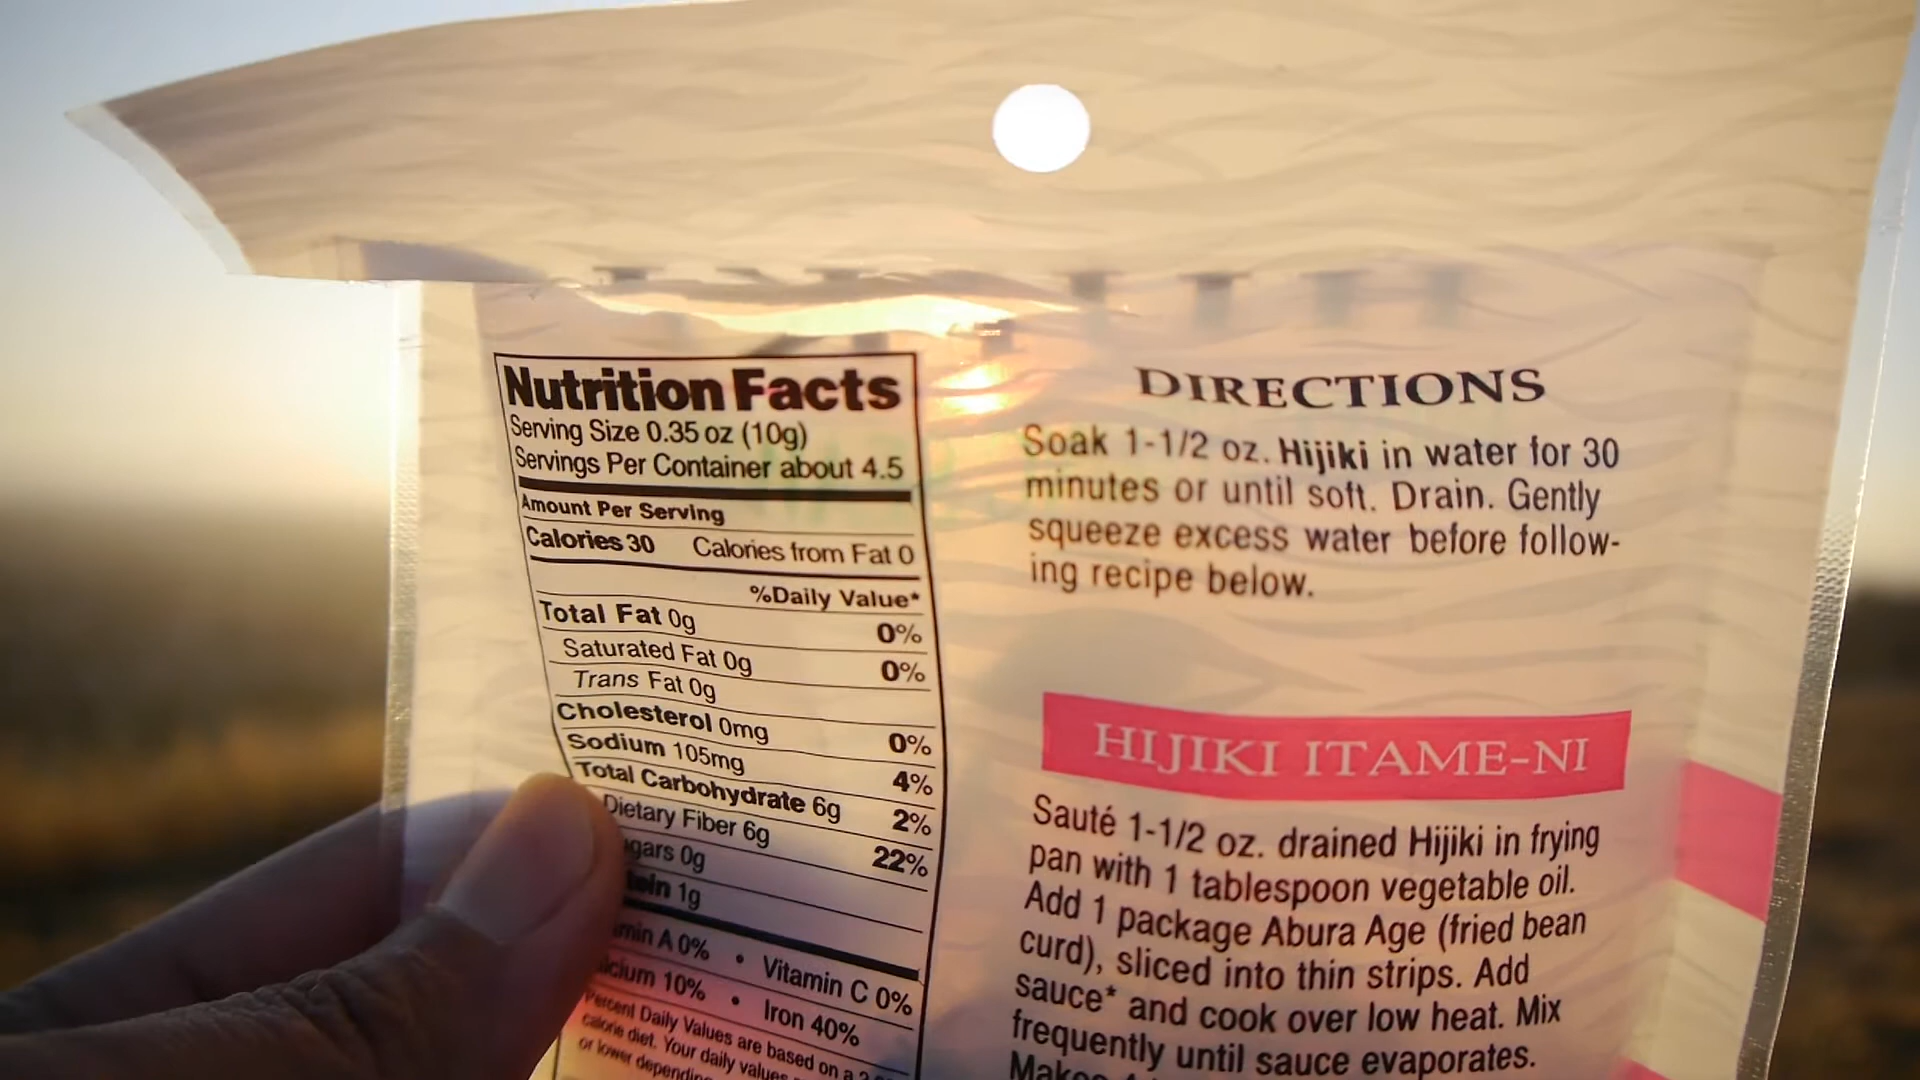 Nutrition Facts
Serving Size 0.35 oz (10g)
Servings Per Container about 4.5
Amount Per Serving
Calories 30 Calories from Fat 0
%Daily Value*
Total Fat 0g 0%
Saturated Fat 0g 0%
Trans Fat 0g
Cholesterol 0mg 0%
Sodium 105mg 4%
Total Carbohydrate 6g 2%
Dietary Fiber 6g 22%
gars 0g
tein 1g
min A 0% • Vitamin C 0%
lcium 10% • Iron 40%
Percent Daily Values are based on a
calorie diet. Your daily values
or lower
DIRECTIONS
Soak 1-1/2 oz. Hijiki in water for 30
minutes or until soft. Drain. Gently
squeeze excess water before follow-
ing recipe below.
HIJIKI ITAME-NI
Sauté 1-1/2 oz. drained Hijiki in frying
pan with 1 tablespoon vegetable oil.
Add 1 package Abura Age (fried bean
curd), sliced into thin strips. Add
sauce* and cook over low heat. Mix
frequently until sauce evaporates.
Makes